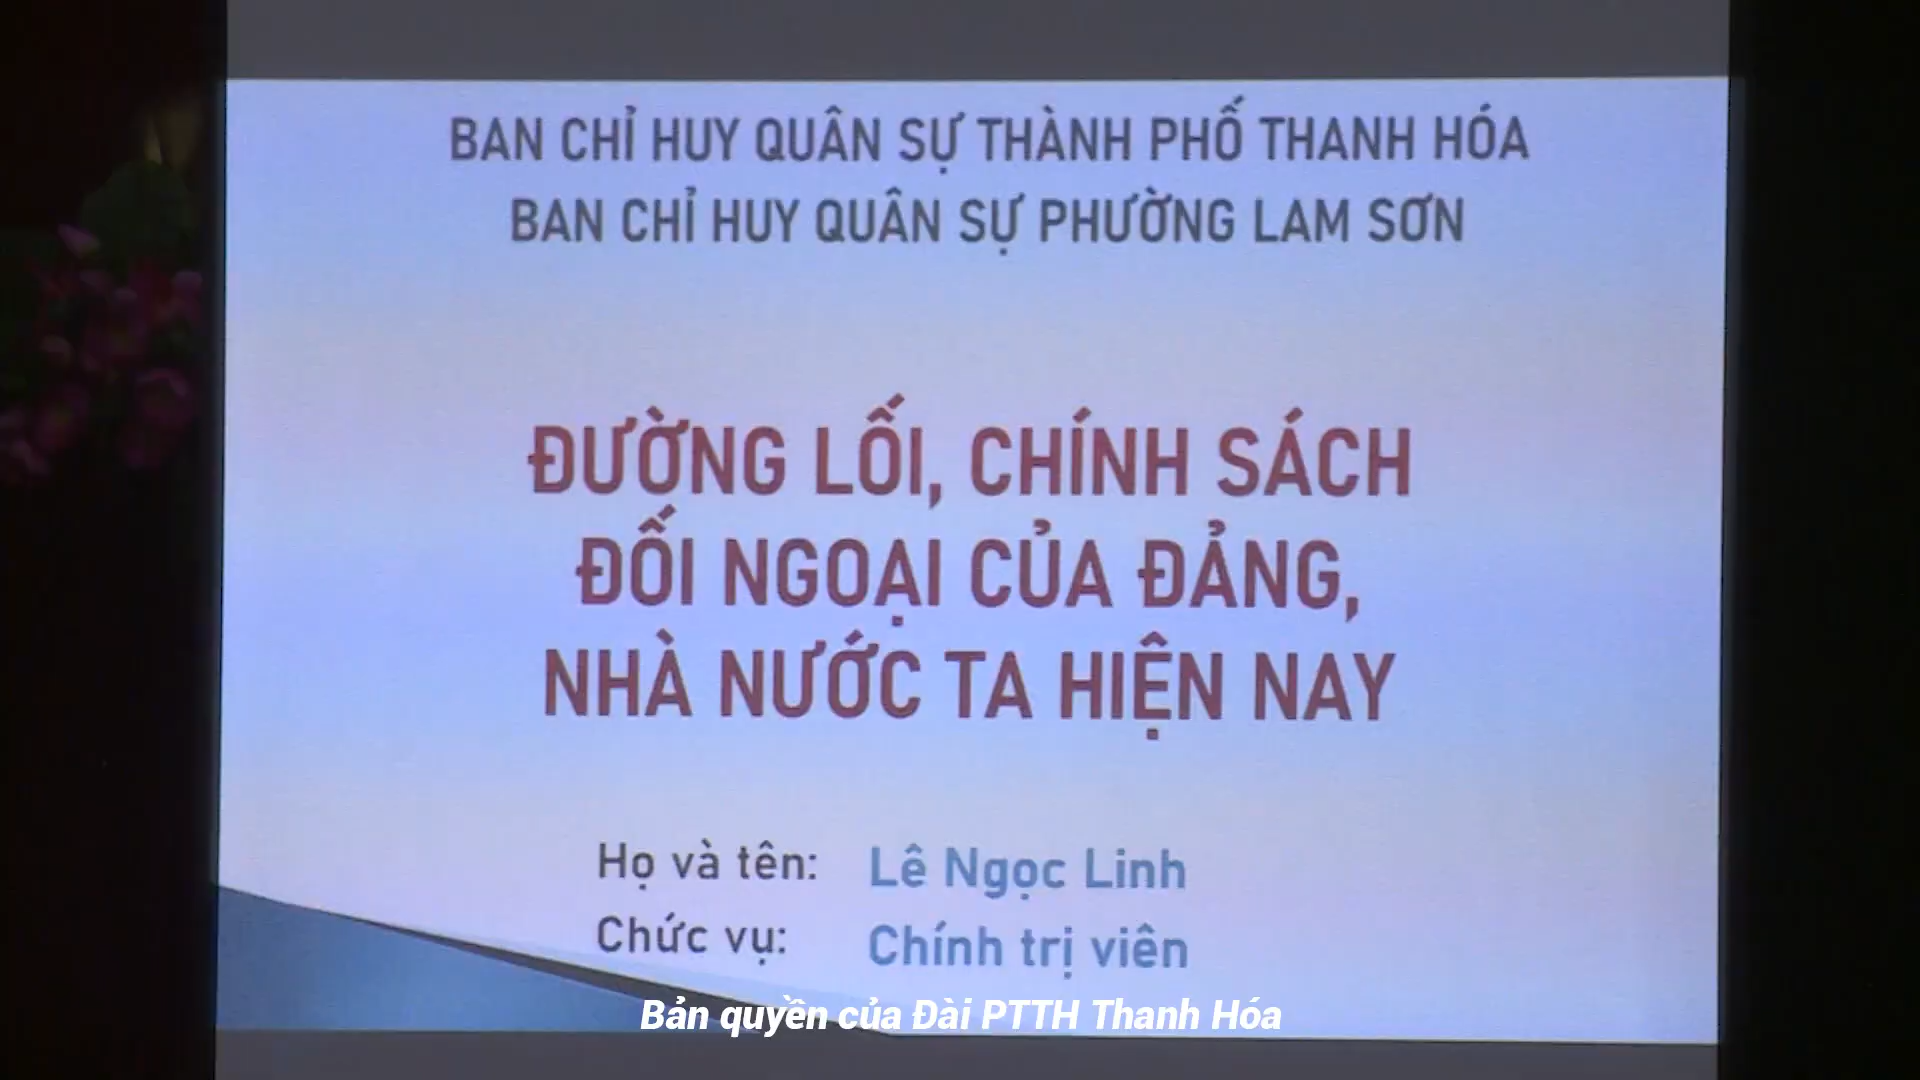 BAN CHỈ HUY QUÂN SỰ THÀNH PHỐ THANH HÓA
BAN CHỈ HUY QUÂN SỰ PHƯỜNG LAM SƠN
ĐƯỜNG LỐI, CHÍNH SÁCH
ĐỐI NGOẠI CỦA ĐẢNG,
NHÀ NƯỚC TA HIỆN NAY
Họ và tên: Lê Ngọc Linh
Chức vụ: Chính trị viên
Bản quyền của Đài PTTH Thanh Hóa